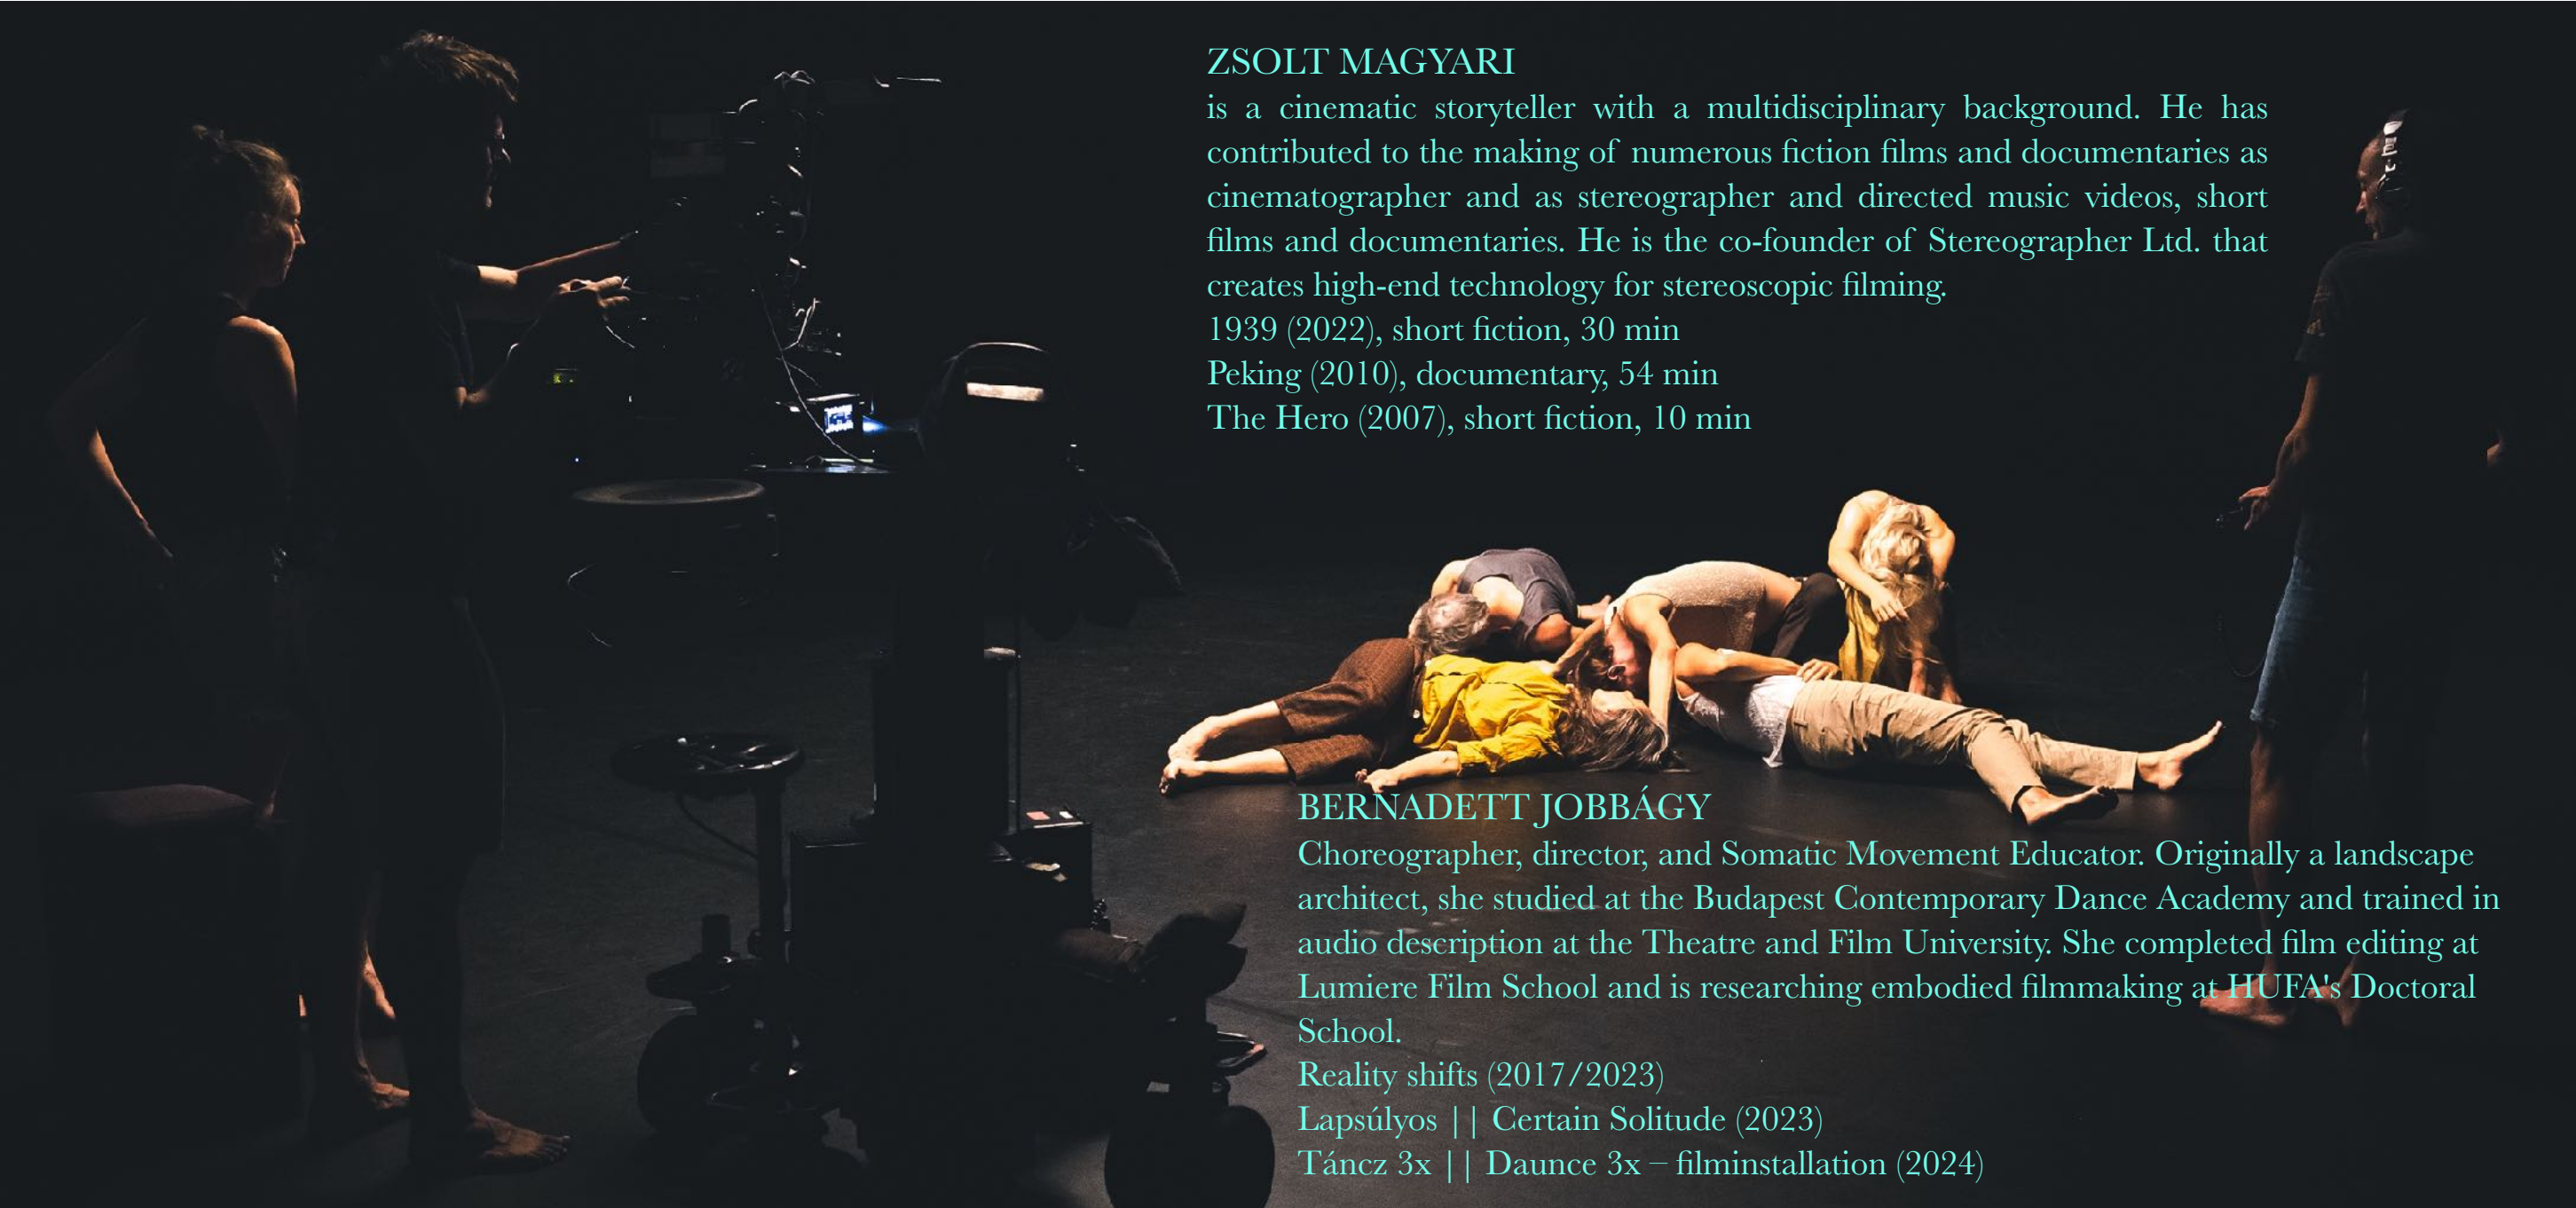 ZSOLT MAGYARI
is a cinematic storyteller with a multidisciplinary background. He has
contributed to the making of numerous fiction films and documentaries as
cinematographer and as stereographer and directed music videos, short
films and documentaries. He is the co-founder of Stereographer Ltd. that
creates high-end technology for stereoscopic filming.
1939 (2022), short fiction, 30 min
Peking (2010), documentary, 54 min
The Hero (2007), short fiction, 10 min
BERNADETT JOBBÁGY
Choreographer, director, and Somatic Movement Educator. Originally a landscape
architect, she studied at the Budapest Contemporary Dance Academy and trained in
audio description at the Theatre and Film University. She completed film editing at
Lumiere Film School and is researching embodied filmmaking at HUFA's Doctoral
School.
Reality shifts (2017/2023)
Lapsúlyos || Certain Solitude (2023)
Táncz 3x || Daunce 3x – filminstallation (2024)